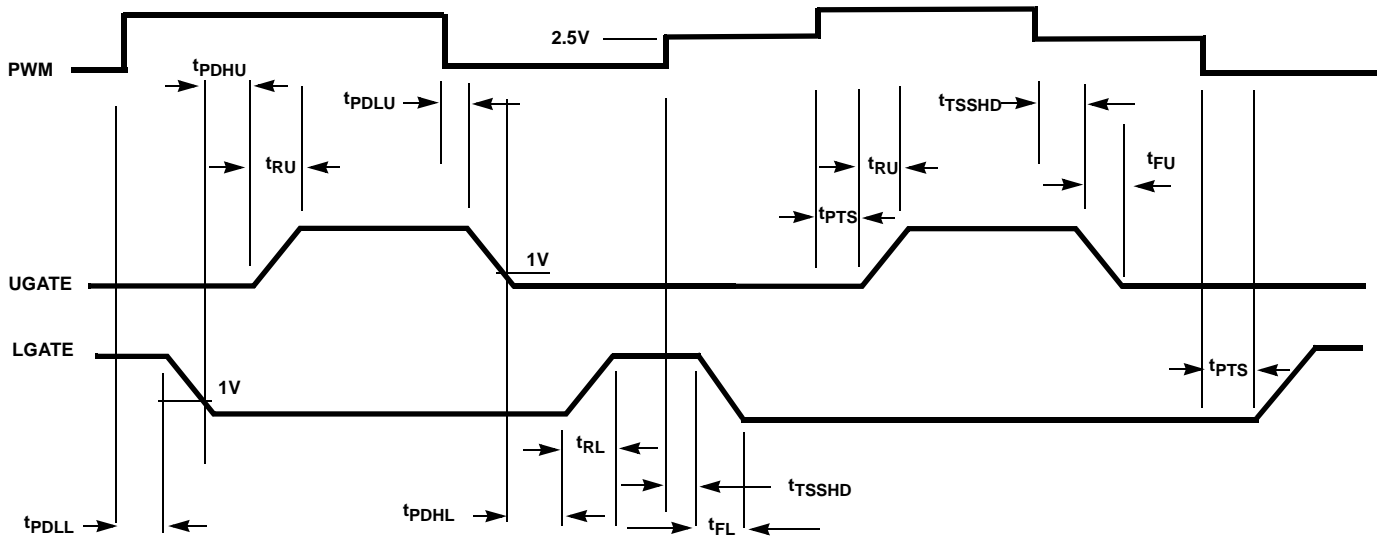 2.5V
PWM
tPDHU
tPDLU
tTSSHD
tRU
tRU
tFU
tPTS
1V
UGATE
LGATE
1V
tPTS
tRL
tTSSHD
tPDHL
tPDLL
tFL